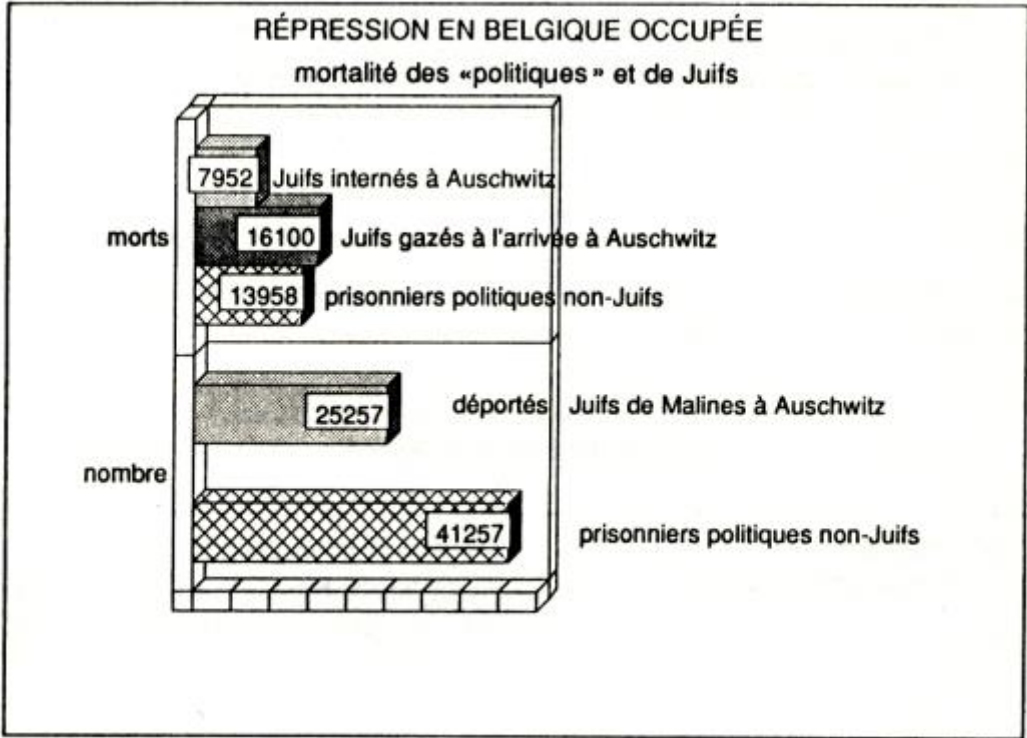 RÉPRESSION EN BELGIQUE OCCUPÉE
mortalité des «politiques» et de Juifs
7952 Juifs internés à Auschwitz
morts 16100 Juifs gazés à l'arrivée à Auschwitz
13958 prisonniers politiques non-Juifs
25257 déportés Juifs de Malines à Auschwitz
nombre
41257 prisonniers politiques non-Juifs